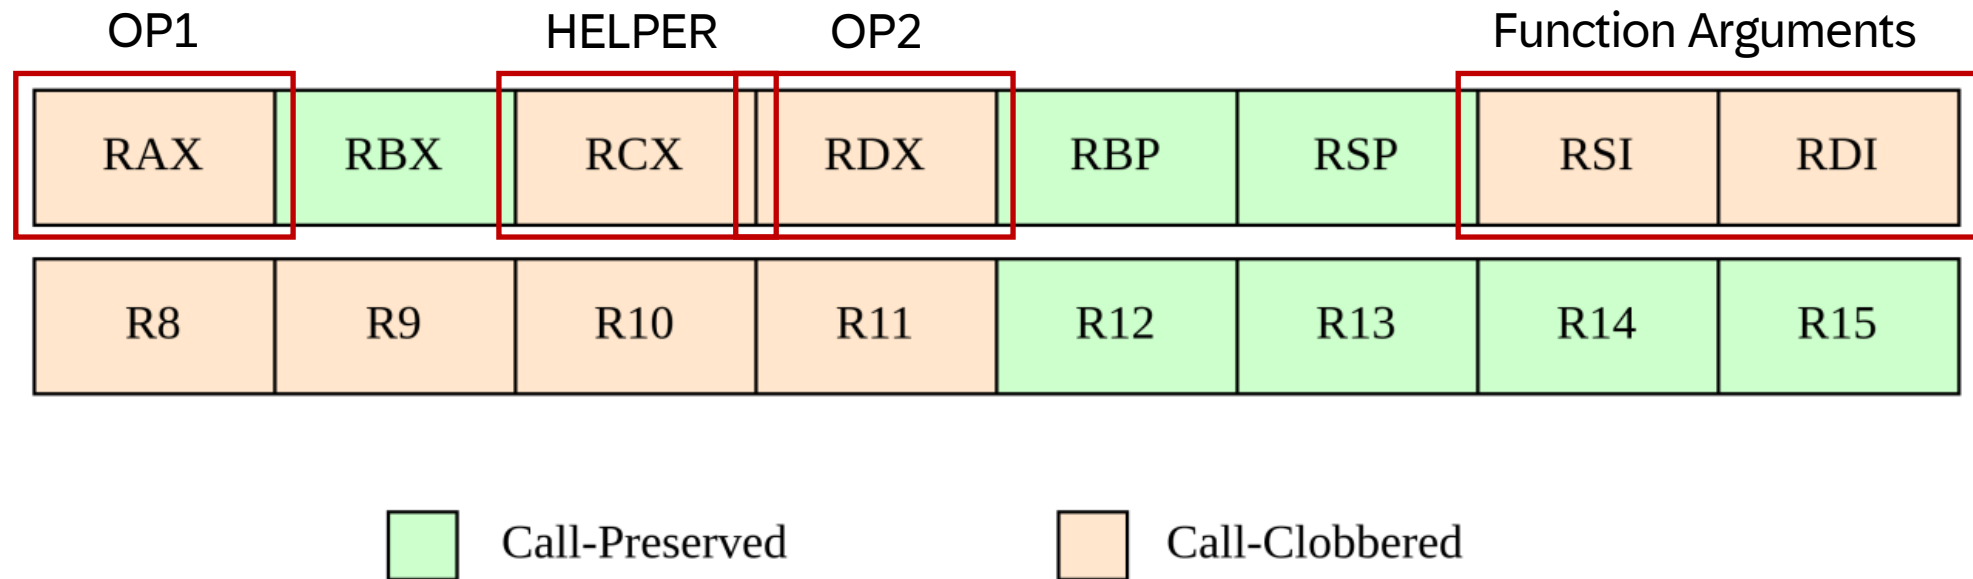 OP1 HELPER OP2 Function Arguments
RAX RBX RCX RDX RBP RSP RSI RDI
R8 R9 R10 R11 R12 R13 R14 R15
Call-Preserved Call-Clobbered